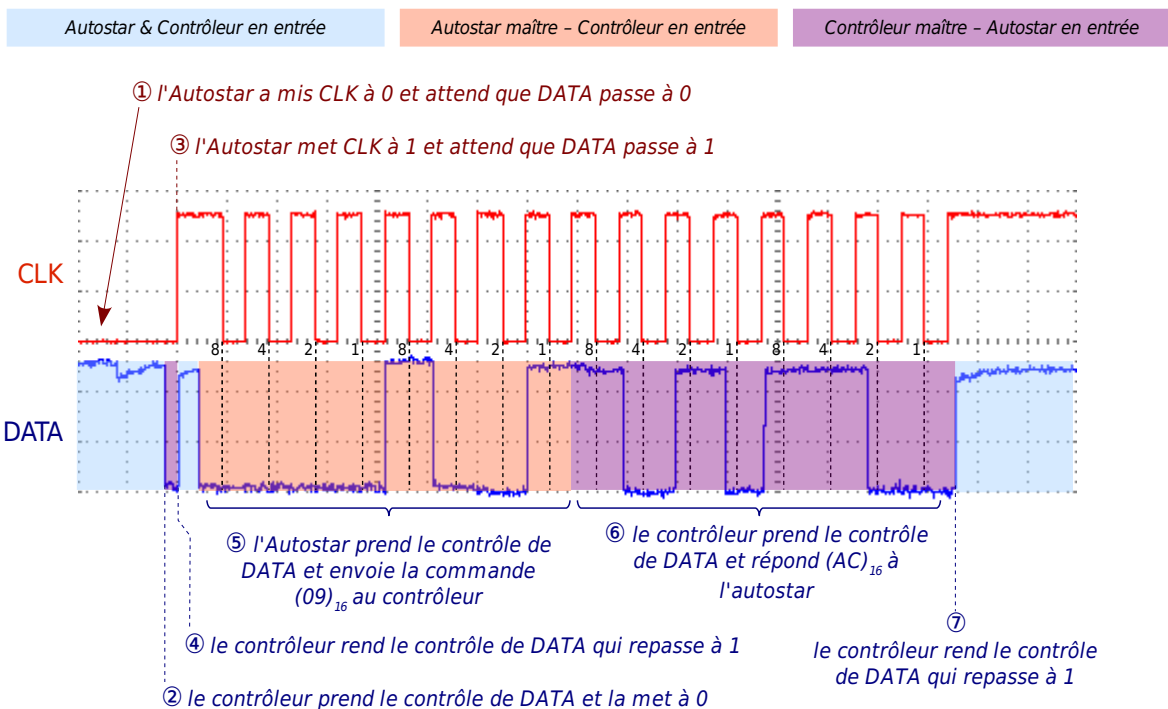 Autostar & Contrôleur en entrée
Autostar maître – Contrôleur en entrée
Contrôleur maître – Autostar en entrée
① l'Autostar a mis CLK à 0 et attend que DATA passe à 0
③ l'Autostar met CLK à 1 et attend que DATA passe à 1
CLK
8 4 2 1 8 4 2 1 8 4 2 1 8 4 2 1
DATA
⑤ l'Autostar prend le contrôle de
DATA et envoie la commande
(09)₁₆ au contrôleur
⑥ le contrôleur prend le contrôle
de DATA et répond (AC)₁₆ à
l'autostar
④ le contrôleur rend le contrôle de DATA qui repasse à 1
⑦
le contrôleur rend le contrôle
de DATA qui repasse à 1
② le contrôleur prend le contrôle de DATA et la met à 0